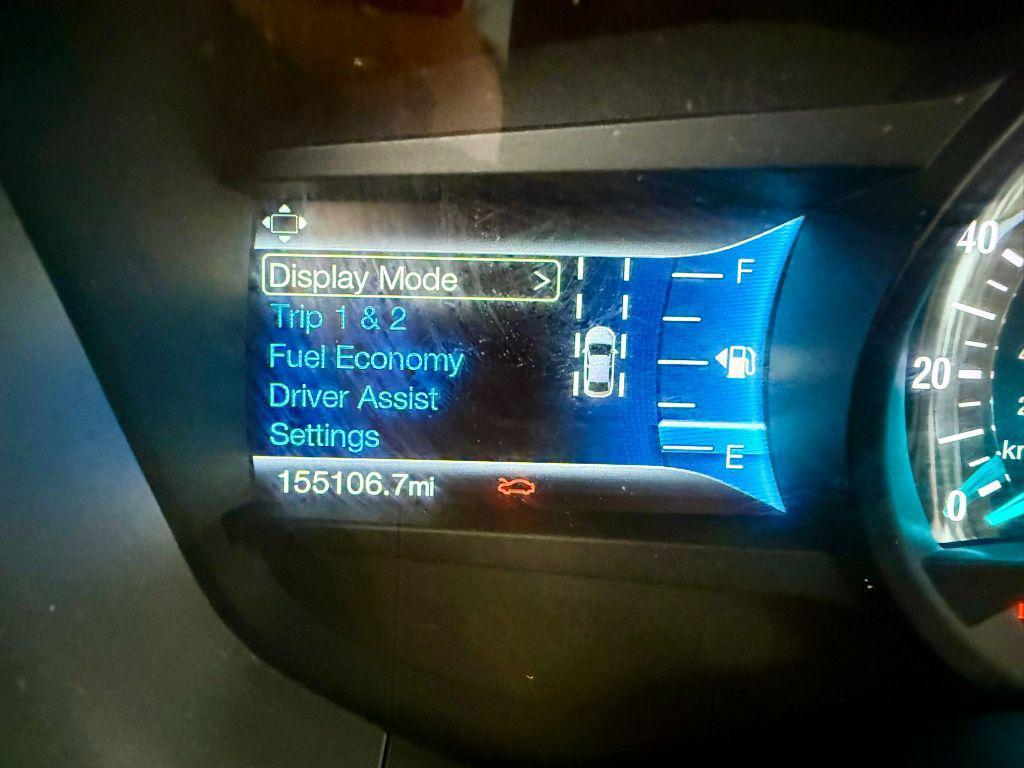 Display Mode >
Trip 1 & 2
Fuel Economy
Driver Assist
Settings
155106.7mi
F
E
40
20
0